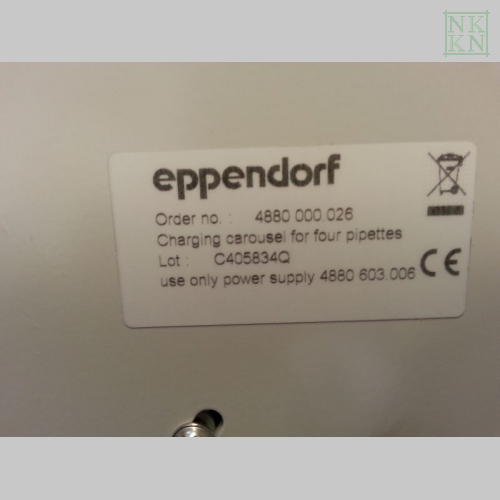 NK
KN
eppendorf
Order no. : 4880 000.026
Charging carousel for four pipettes
Lot : C405834Q
use only power supply 4880 603.006
CE